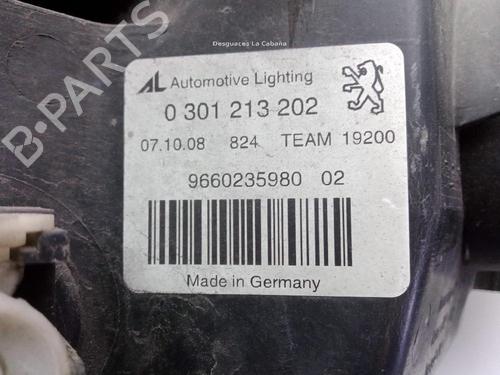 Desguaces La Cabaña
AL Automotive Lighting
0 301 213 202
07.10.08 824 TEAM 19200
9660235980 02
Made in Germany
B-Parts